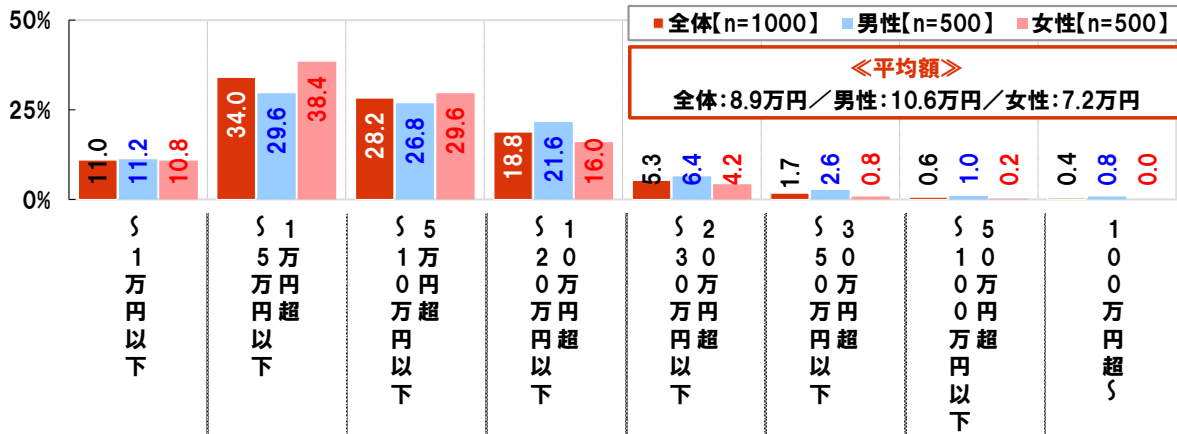 50%
25%
0%
■全体【n=1000】 ■男性【n=500】 ■女性【n=500】
≪平均額≫
全体：8.9万円／男性：10.6万円／女性：7.2万円
11.0 11.2 10.8
34.0 29.6 38.4
28.2 26.8 29.6
18.8 21.6 16.0
5.3 6.4 4.2
1.7 2.6 0.8
0.6 1.0 0.2
0.4 0.8 0.0
～1万円以下
1万円超
～5万円以下
5万円超
～10万円以下
10万円超
～20万円以下
20万円超
～30万円以下
30万円超
～50万円以下
50万円超
～100万円以下
100万円超～